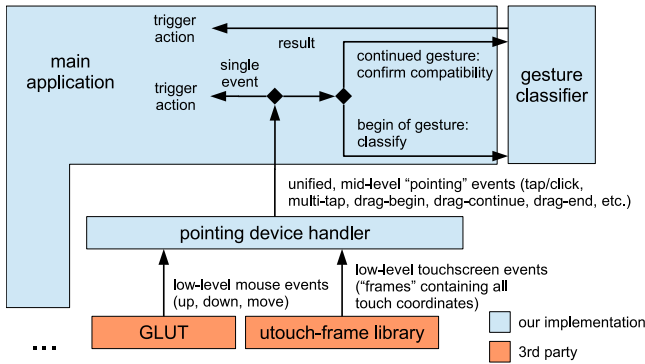 trigger
action
result
main
application
single
event
continued gesture:
confirm compatibility
gesture
classifier
trigger
action
begin of gesture:
classify
unified, mid-level “pointing” events (tap/click,
multi-tap, drag-begin, drag-continue, drag-end, etc.)
pointing device handler
low-level mouse events
(up, down, move)
low-level touchscreen events
(“frames” containing all
touch coordinates)
...
GLUT
utouch-frame library
our implementation
3rd party